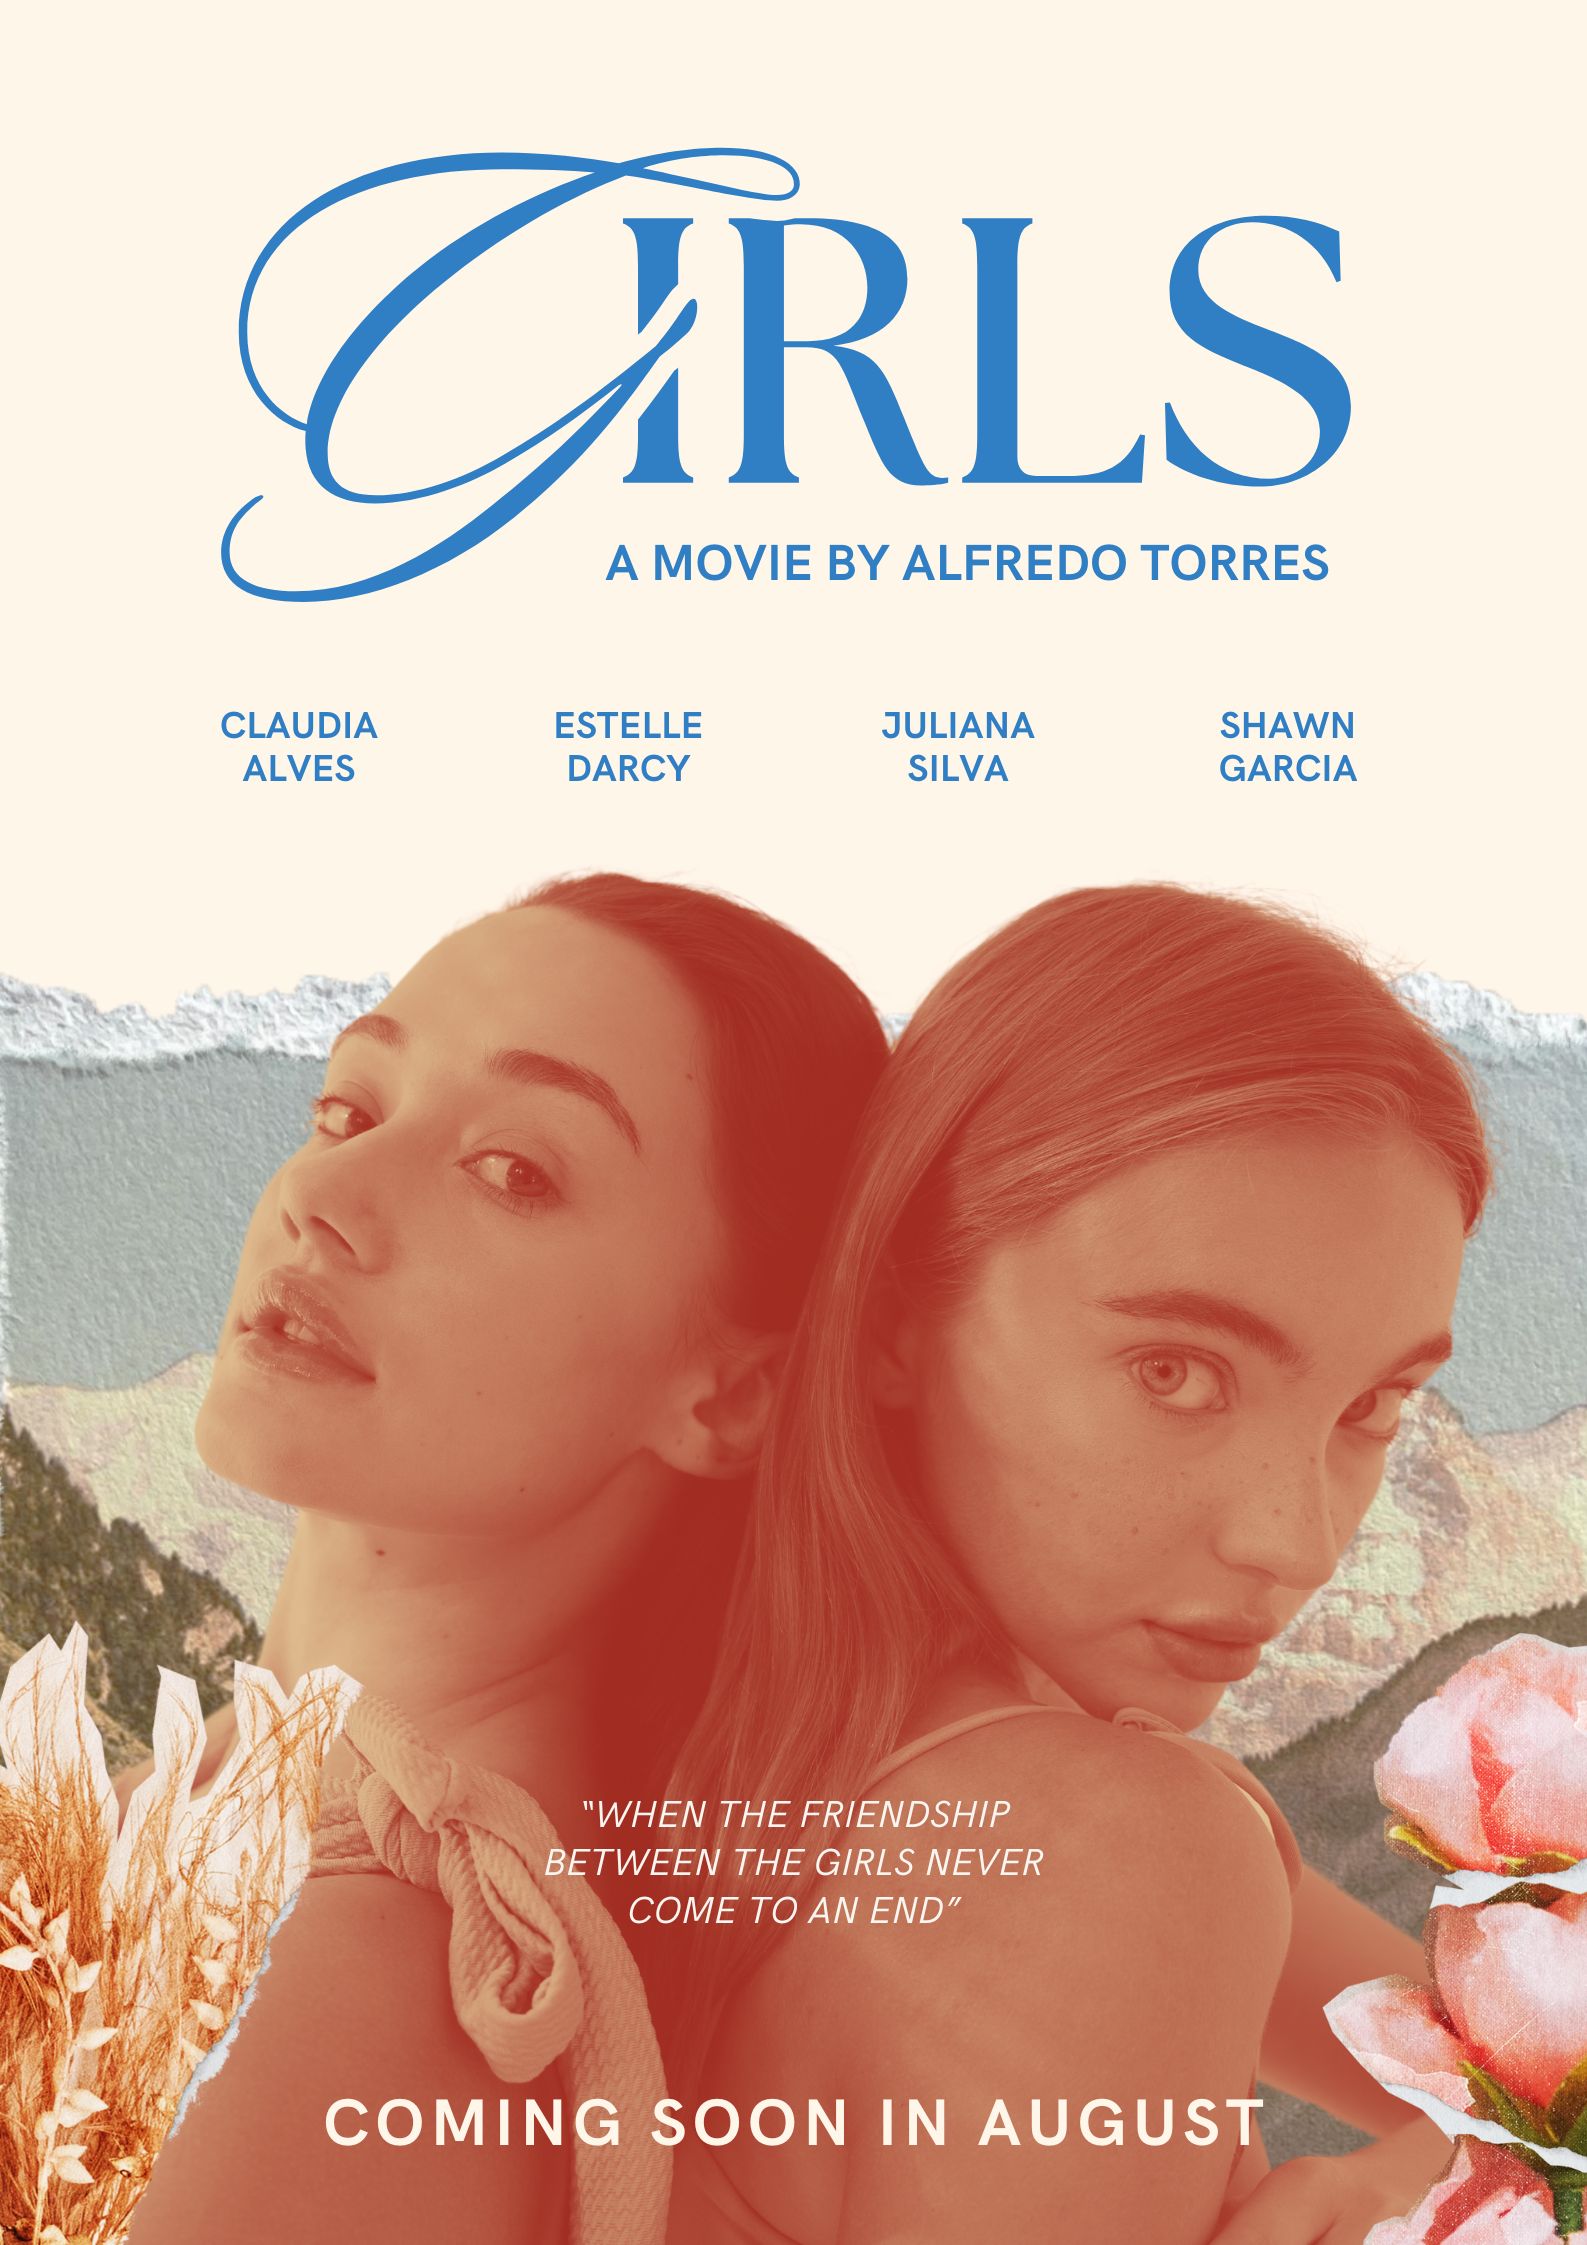 GIRLS
A MOVIE BY ALFREDO TORRES
CLAUDIA
ALVES
ESTELLE
DARCY
JULIANA
SILVA
SHAWN
GARCIA
"WHEN THE FRIENDSHIP
BETWEEN THE GIRLS NEVER
COME TO AN END"
COMING SOON IN AUGUST